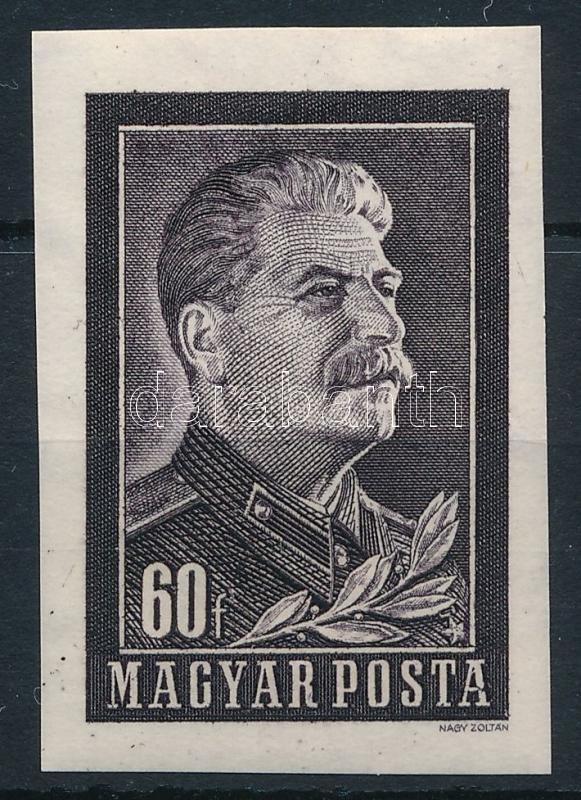 darabanth
60f
MAGYAR POSTA
NAGY ZOLTÁN